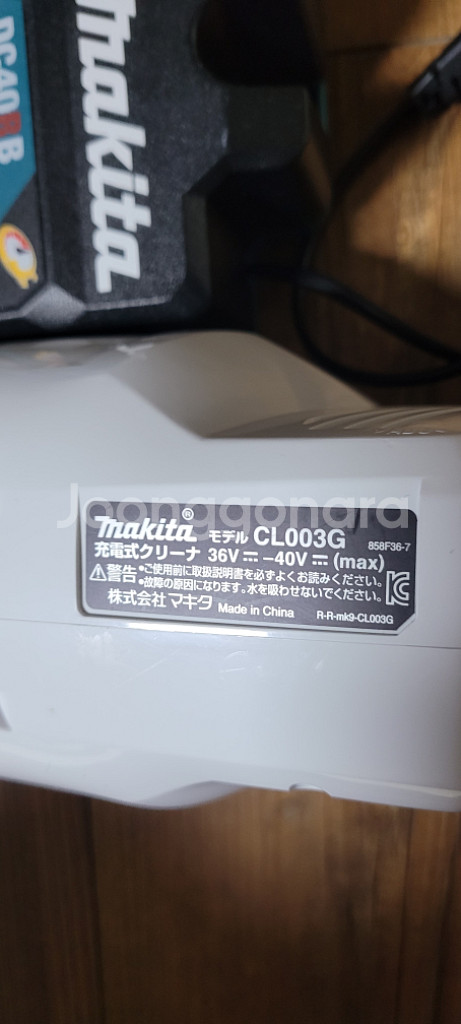 makita
DC40RB
Joonggonara
makita® モデル CL003G 858F36-7
充電式クリーナ 36V⎓-40V⎓(max)
⚠警告 •ご使用前に取扱説明書を必ずよくお読みください。
•故障の原因になります。水を吸わせないでください。
株式会社 マキタ Made in China R-R-mk9-CL003G